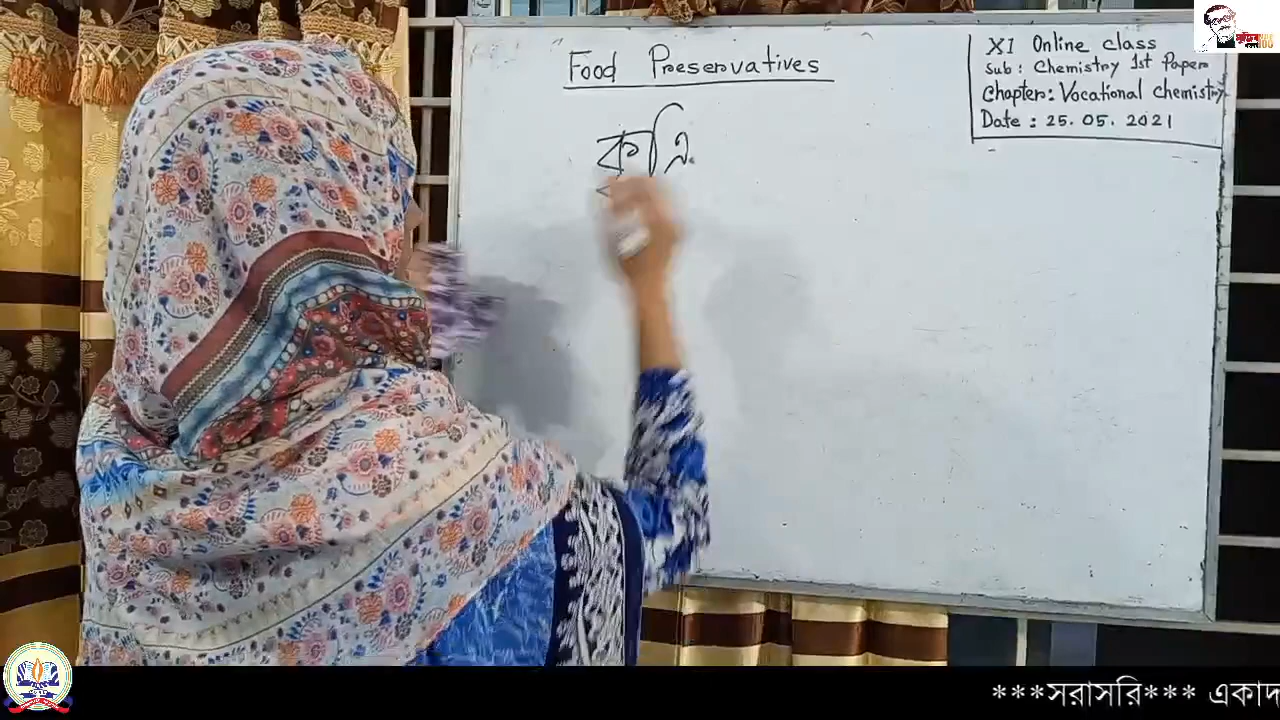 Food Preservatives
XI Online class
Sub: Chemistry 1st Paper
Chapter: Vocational Chemistry
Date: 25.05.2021
***সরাসরি*** একাদ